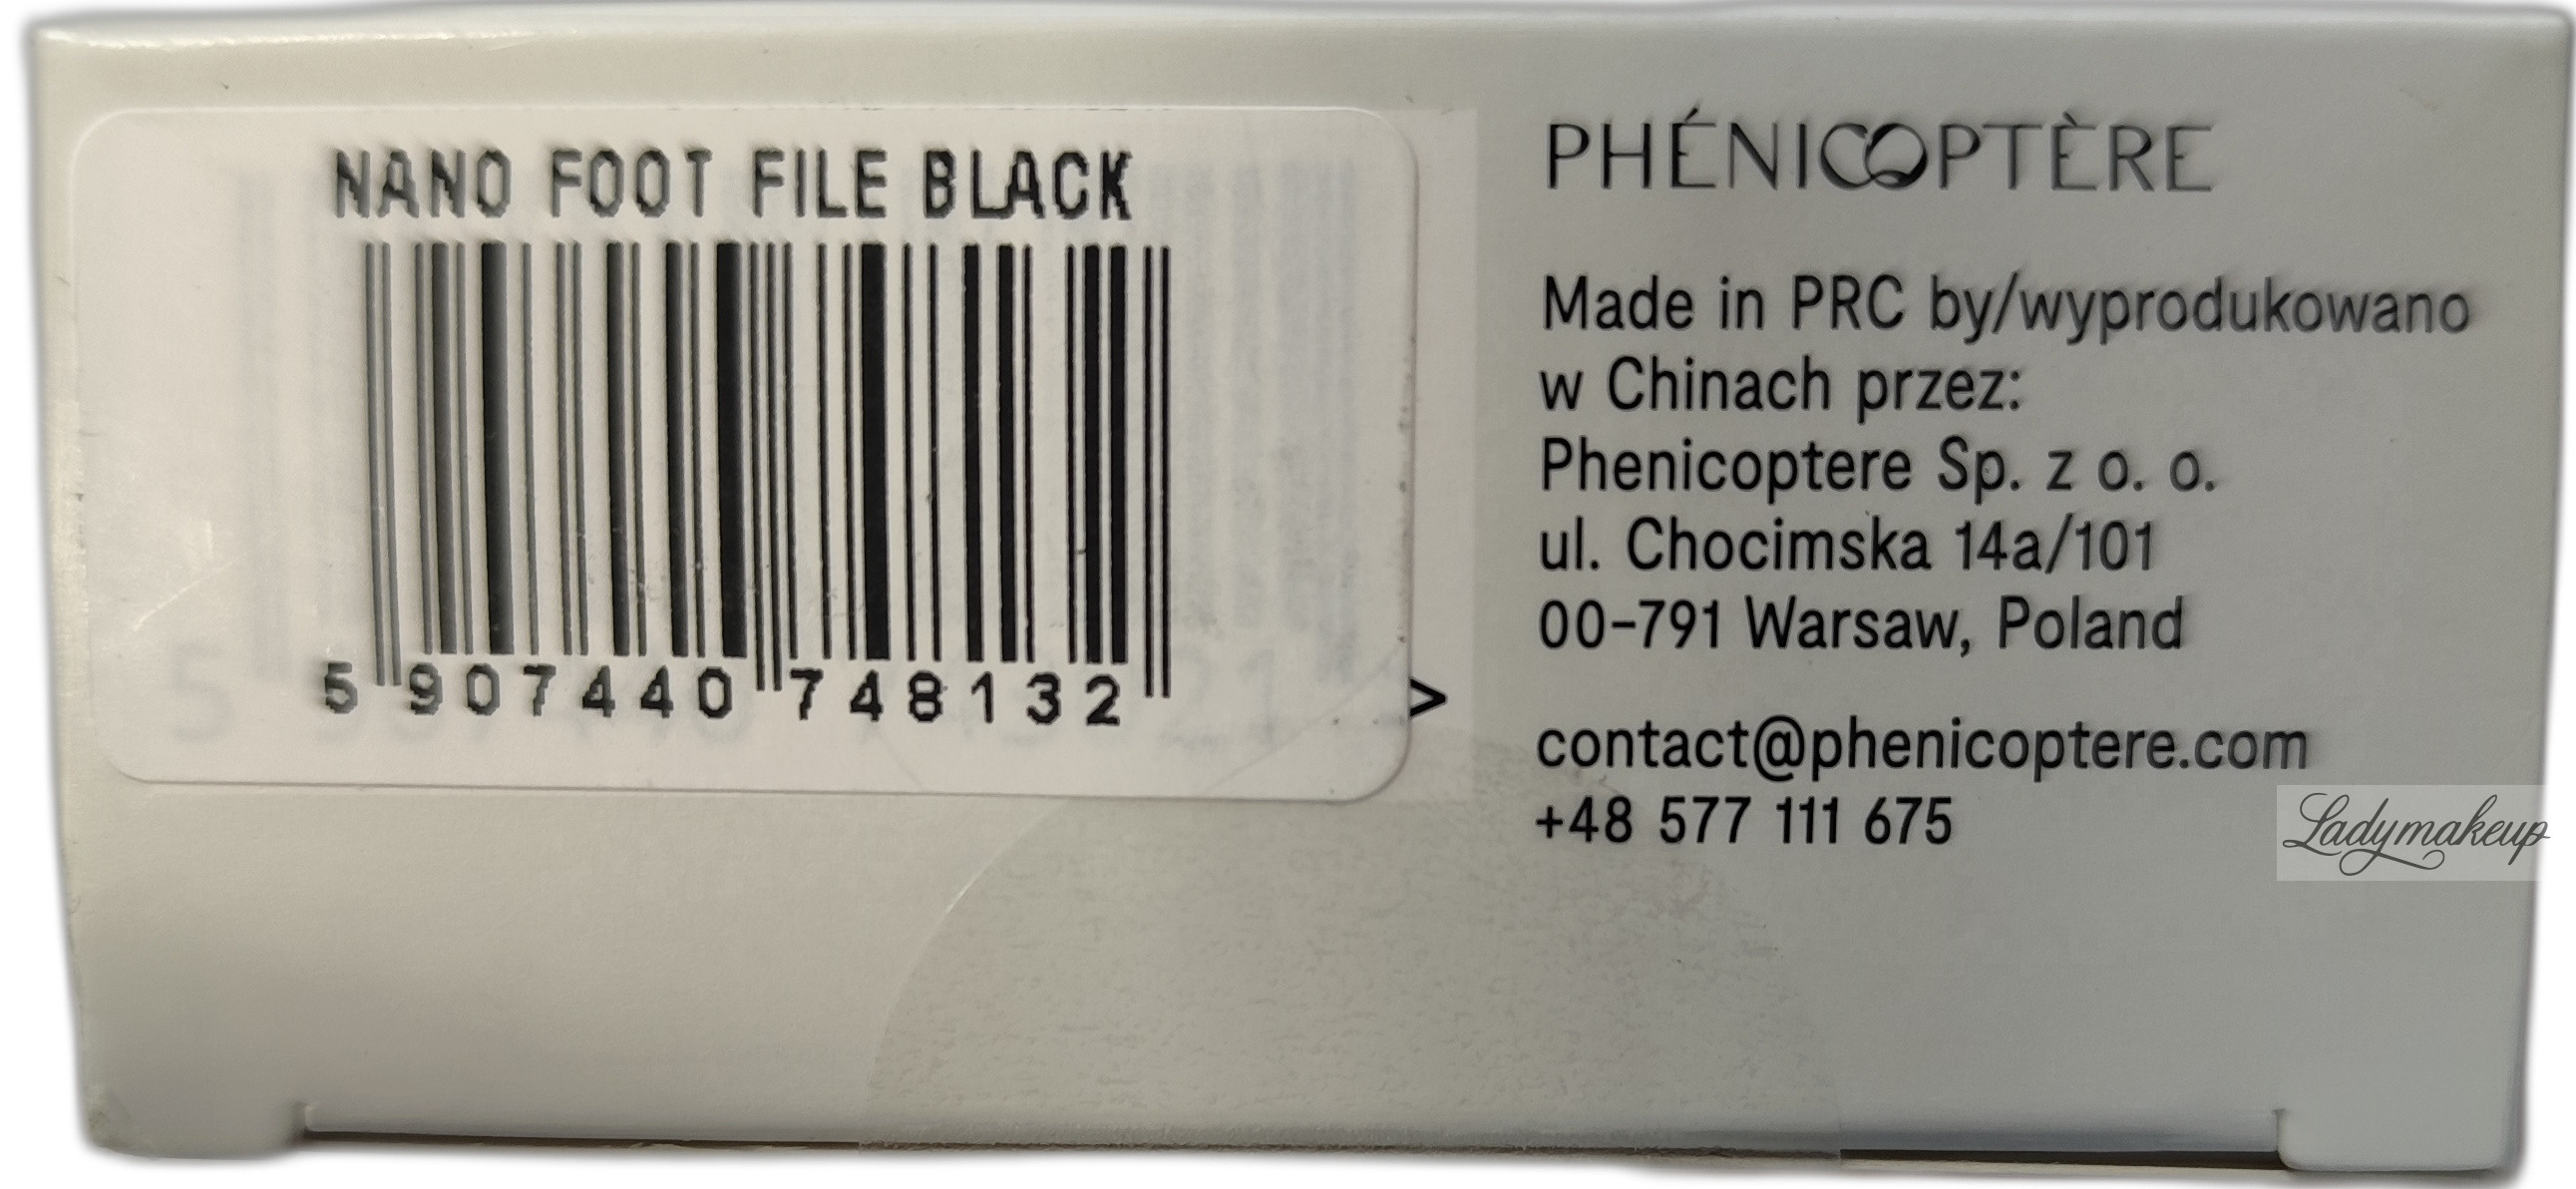 NANO FOOT FILE BLACK
5 907440 748132 >
PHÉNICOPTÈRE
Made in PRC by/wyprodukowano
w Chinach przez:
Phenicoptere Sp. z o. o.
ul. Chocimska 14a/101
00-791 Warsaw, Poland
contact@phenicoptere.com
+48 577 111 675
Ladymakeup